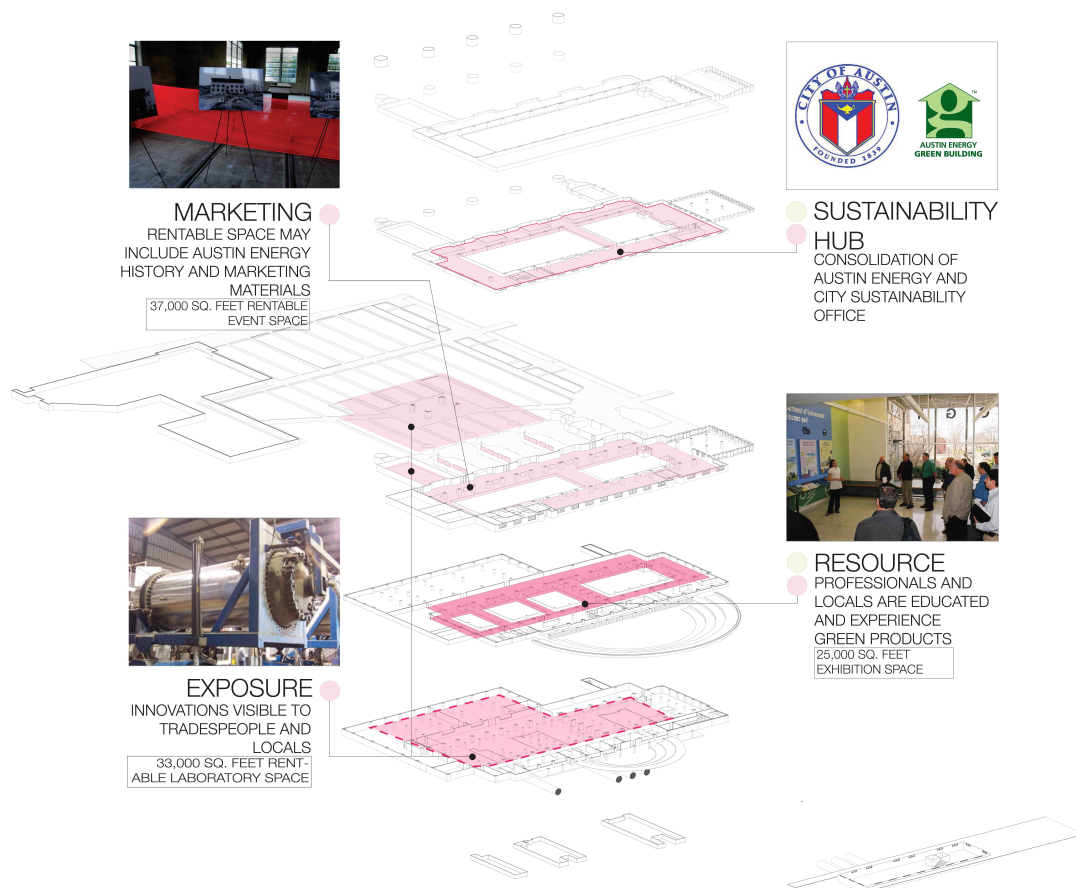 MARKETING
RENTABLE SPACE MAY
INCLUDE AUSTIN ENERGY
HISTORY AND MARKETING
MATERIALS
37,000 SQ. FEET RENTABLE
EVENT SPACE
CITY OF AUSTIN
FOUNDED 1839
TM
AUSTIN ENERGY
GREEN BUILDING
SUSTAINABILITY
HUB
CONSOLIDATION OF
AUSTIN ENERGY AND
CITY SUSTAINABILITY
OFFICE
EXPOSURE
INNOVATIONS VISIBLE TO
TRADESPEOPLE AND
LOCALS
33,000 SQ. FEET RENT-
ABLE LABORATORY SPACE
RESOURCE
PROFESSIONALS AND
LOCALS ARE EDUCATED
AND EXPERIENCE
GREEN PRODUCTS
25,000 SQ. FEET
EXHIBITION SPACE